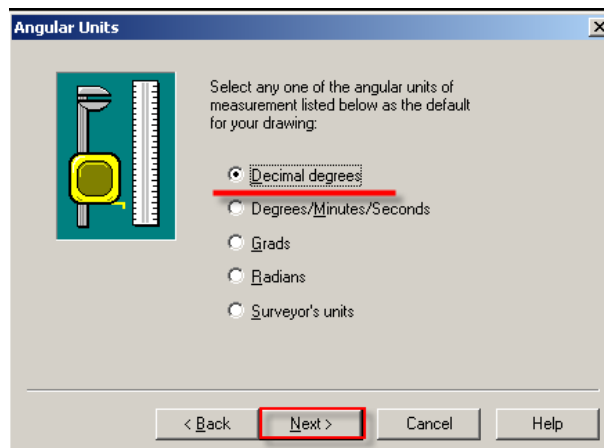 Angular Units
Select any one of the angular units of
measurement listed below as the default
for your drawing:
Decimal degrees
Degrees/Minutes/Seconds
Grads
Radians
Surveyor's units
< Back
Next >
Cancel
Help